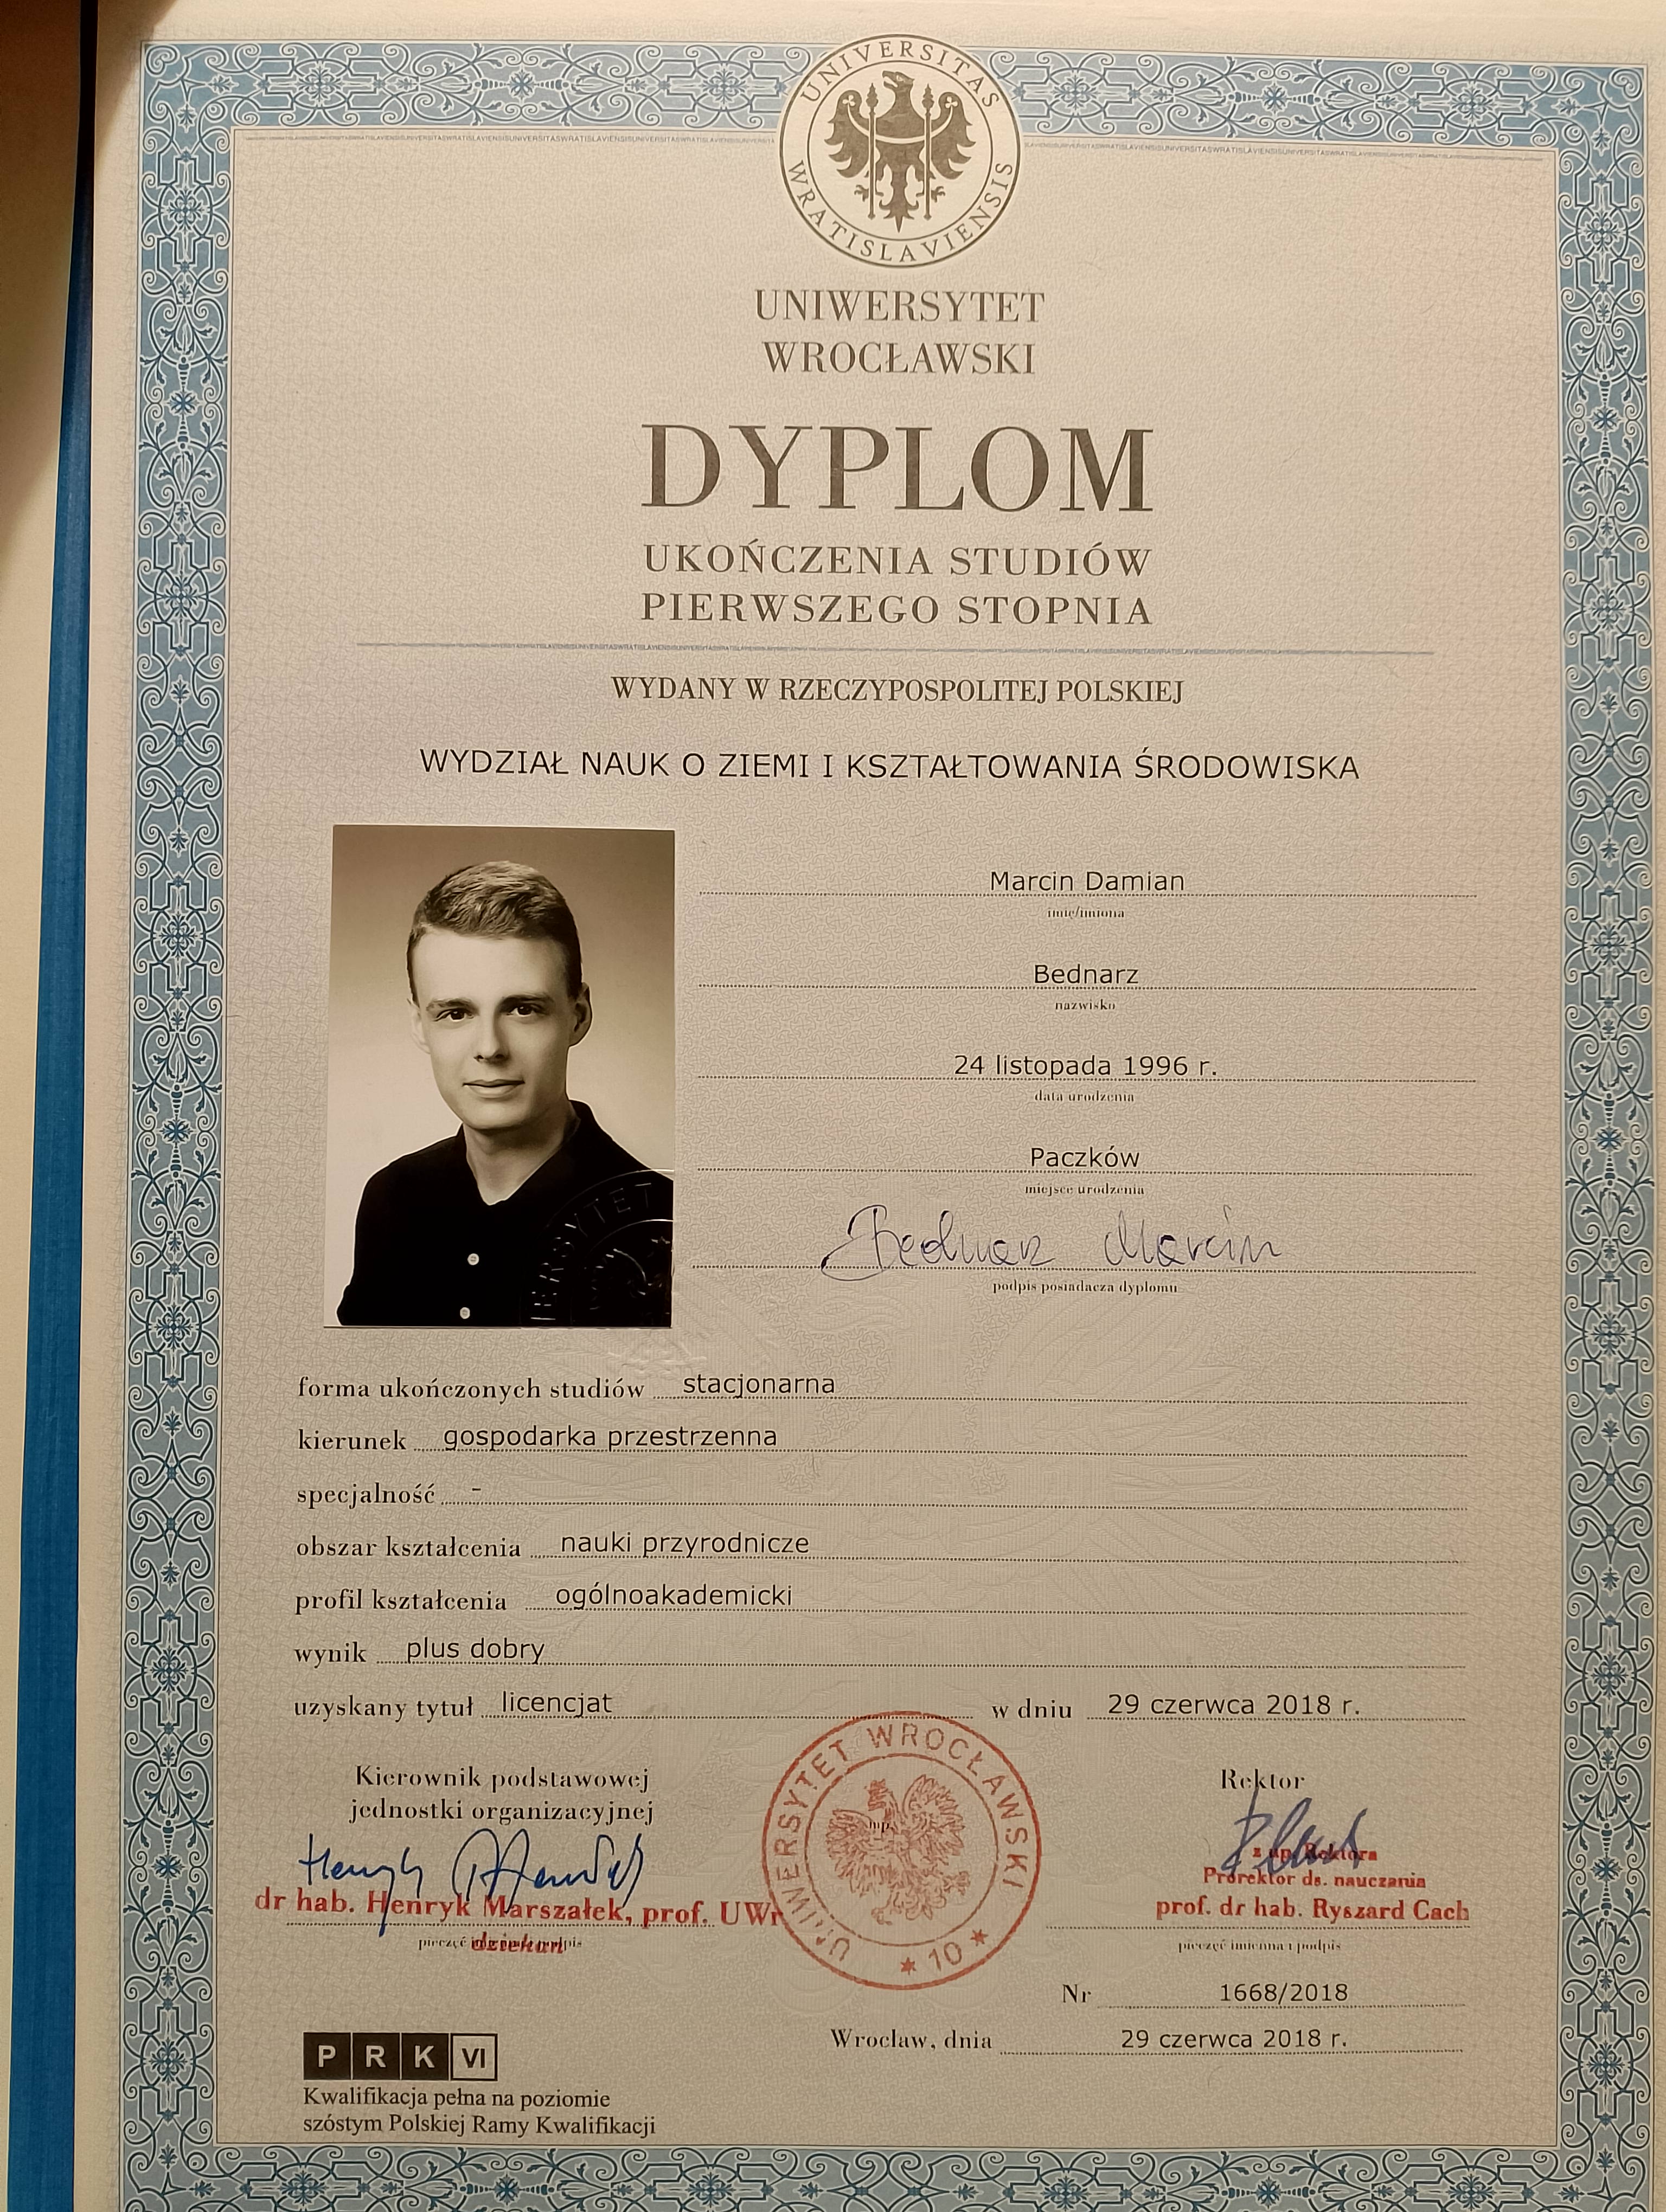 UNIVERSITAS
WRATISLAVIENSIS
UNIWERSYTET
WROCŁAWSKI
DYPLOM
UKOŃCZENIA STUDIÓW
PIERWSZEGO STOPNIA
WYDANY W RZECZYPOSPOLITEJ POLSKIEJ
WYDZIAŁ NAUK O ZIEMI I KSZTAŁTOWANIA ŚRODOWISKA
Marcin Damian
imię/imiona
Bednarz
nazwisko
24 listopada 1996 r.
data urodzenia
Paczków
miejsce urodzenia
Bednarz Marcin
podpis posiadacza dyplomu
forma ukończonych studiów stacjonarna
kierunek gospodarka przestrzenna
specjalność -
obszar kształcenia nauki przyrodnicze
profil kształcenia ogólnoakademicki
wynik plus dobry
uzyskany tytuł licencjat w dniu 29 czerwca 2018 r.
Kierownik podstawowej
jednostki organizacyjnej
dr hab. Henryk Marszałek, prof. UWr
dziekan
pieczęć imienna i podpis
UNIWERSYTET WROCŁAWSKI
* 10 *
mp.
Rektor
z up. Rektora
Prorektor ds. nauczania
prof. dr hab. Ryszard Cach
pieczęć imienna i podpis
Nr 1668/2018
Wrocław, dnia 29 czerwca 2018 r.
PRK VI
Kwalifikacja pełna na poziomie
szóstym Polskiej Ramy Kwalifikacji